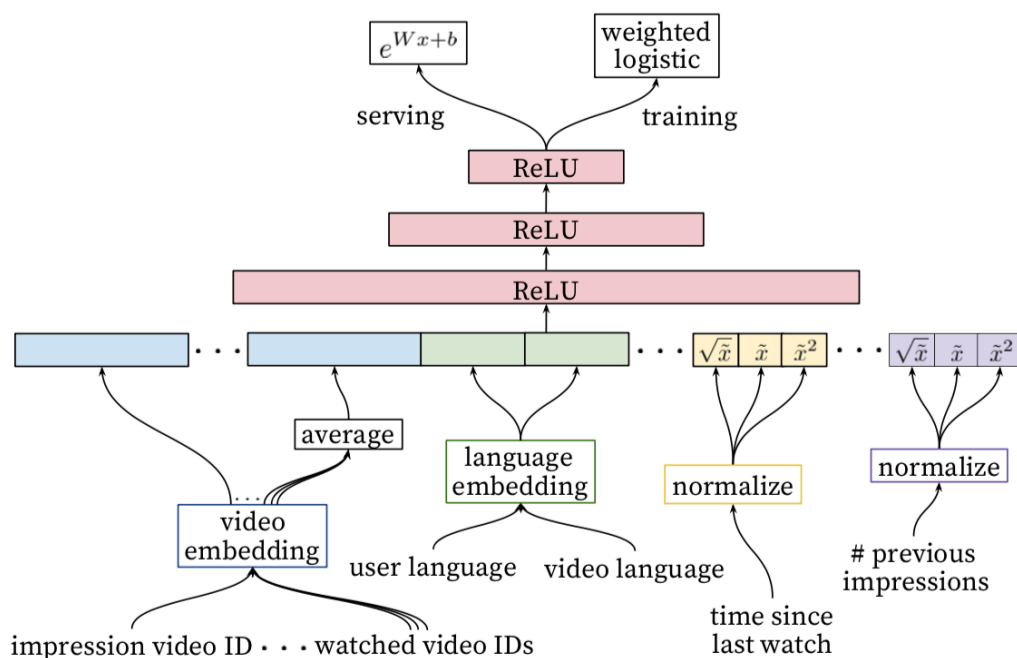 e^{Wx+b}
weighted
logistic
serving
training
ReLU
ReLU
ReLU
√x̃ x̃ x̃²
√x̃ x̃ x̃²
average
language
embedding
normalize
normalize
video
embedding
user language
video language
# previous
impressions
time since
last watch
impression video ID • • • watched video IDs